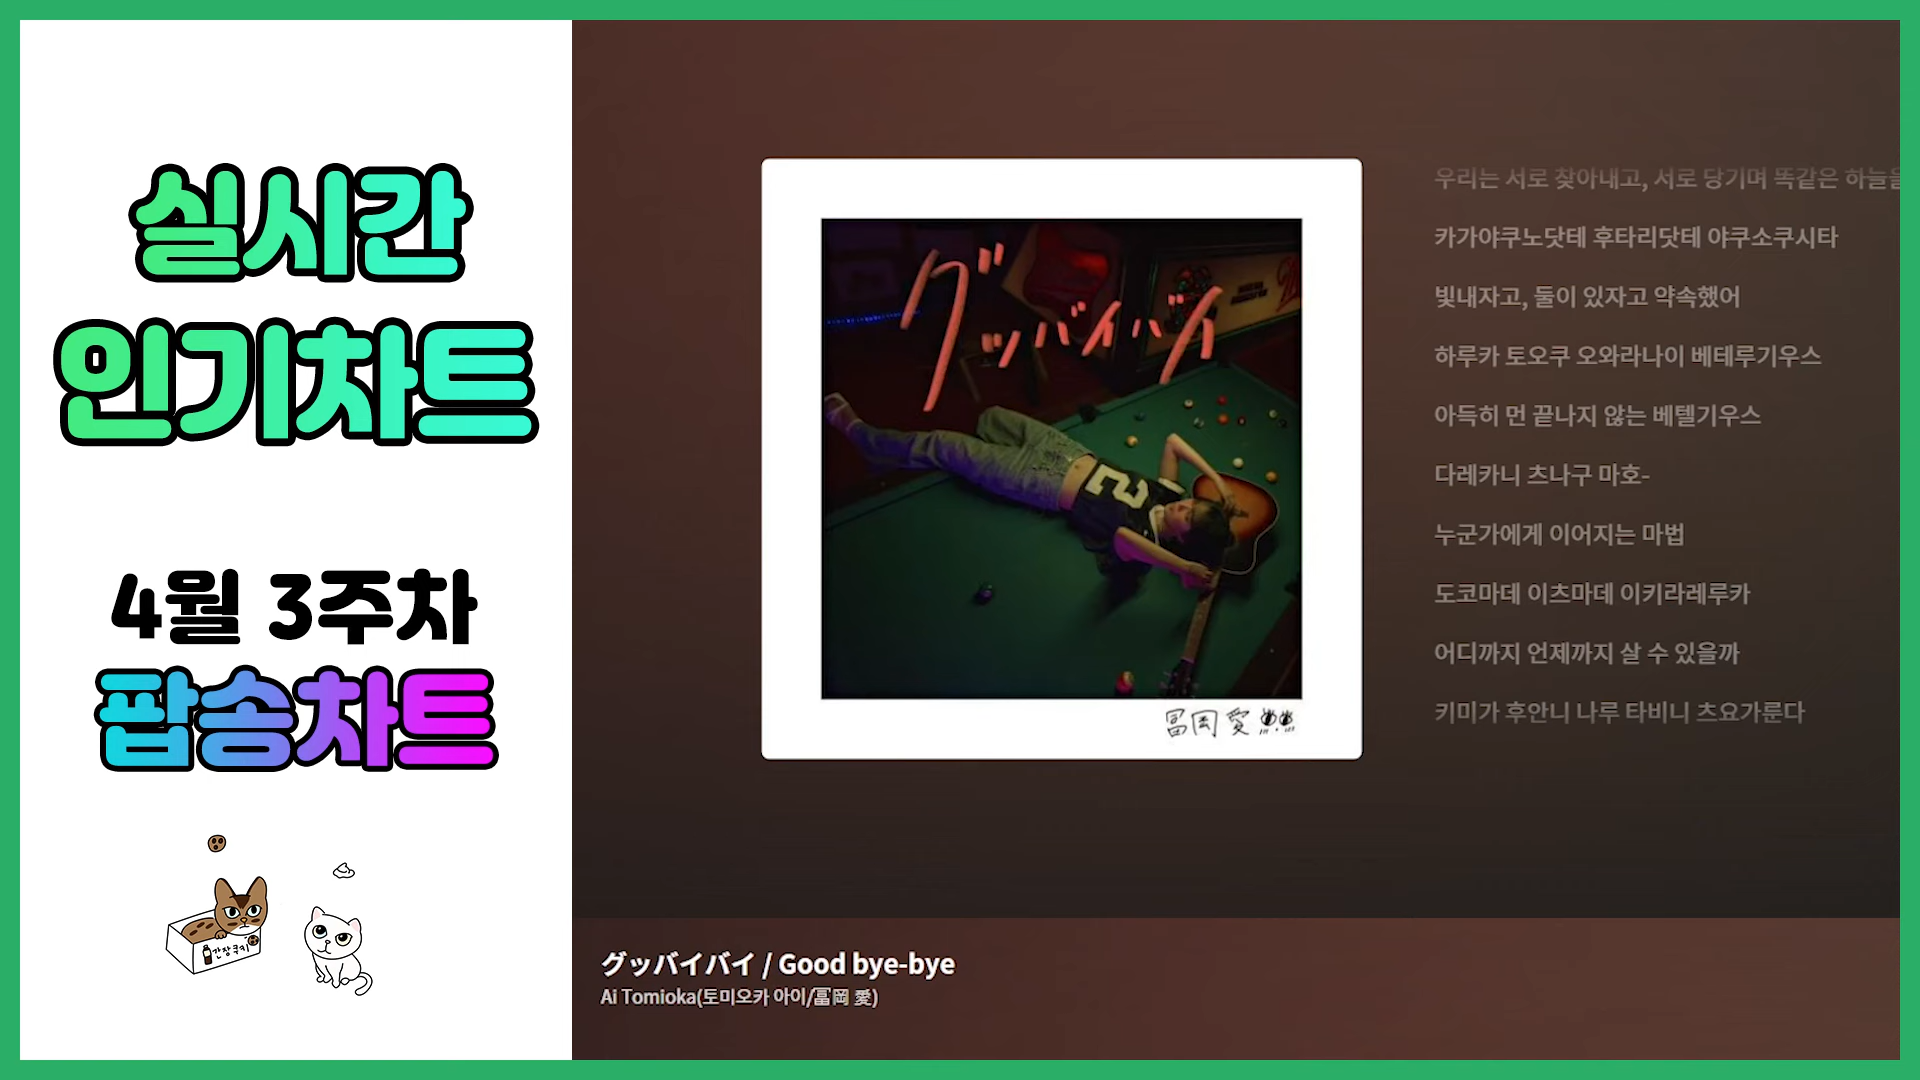 실시간
인기차트
4월 3주차
팝송차트
간장쿠키
グッバイバイ
2
冨岡 愛
우리는 서로 찾아내고, 서로 당기며 똑같은 하늘을
카가야쿠노닷테 후타리닷테 야쿠소쿠시타
빛내자고, 둘이 있자고 약속했어
하루카 토오쿠 오와라나이 베테루기우스
아득히 먼 끝나지 않는 베텔기우스
다레카니 츠나구 마호-
누군가에게 이어지는 마법
도코마데 이츠마데 이키라레루카
어디까지 언제까지 살 수 있을까
키미가 후안니 나루 타비니 츠요가룬다
グッバイバイ / Good bye-bye
Ai Tomioka(토미오카 아이/冨岡 愛)